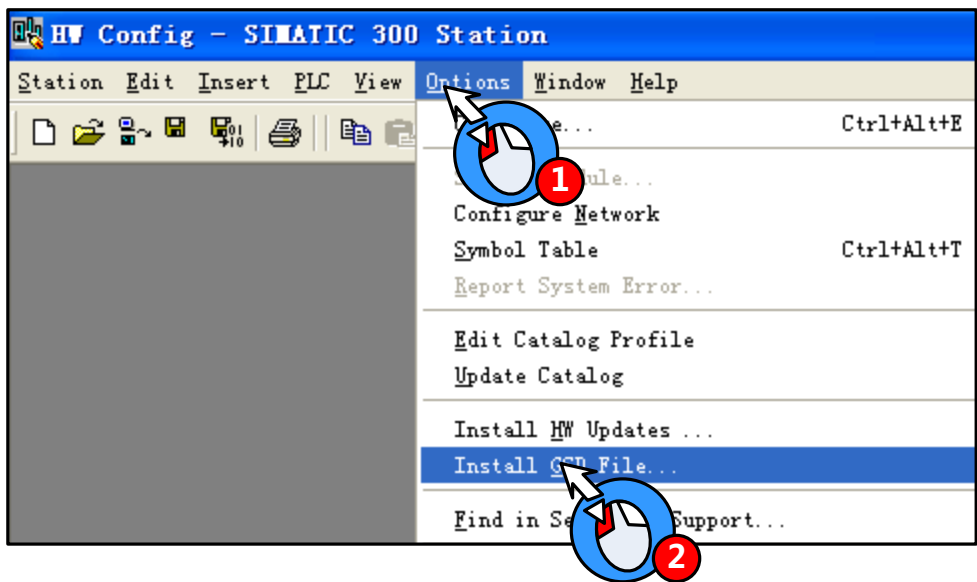 HW Config - SIMATIC 300 Station
Station Edit Insert PLC View Options Window Help
e... Ctrl+Alt+E
1
Configure Network
Symbol Table Ctrl+Alt+T
Report System Error...
Edit Catalog Profile
Update Catalog
Install HW Updates ...
Install GSD File...
Find in Support...
2